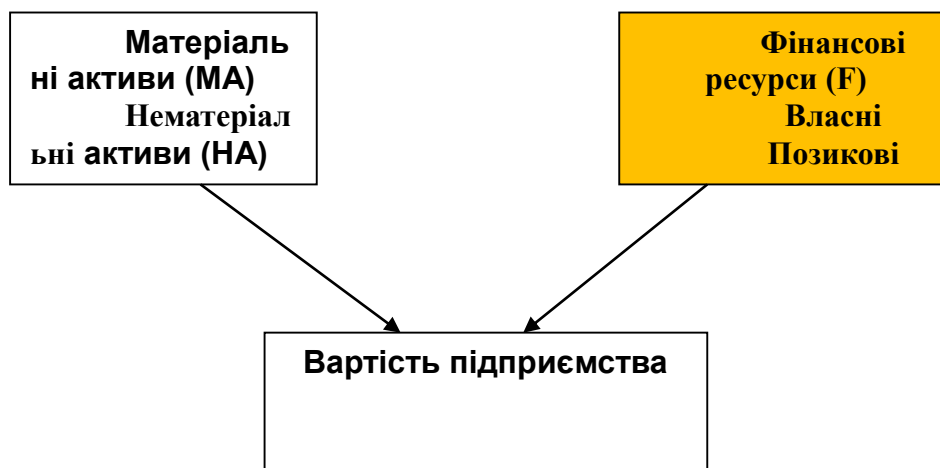 Матеріаль
ні активи (МА)
Нематеріал
ьні активи (НА)
Фінансові
ресурси (F)
Власні
Позикові
Вартість підприємства